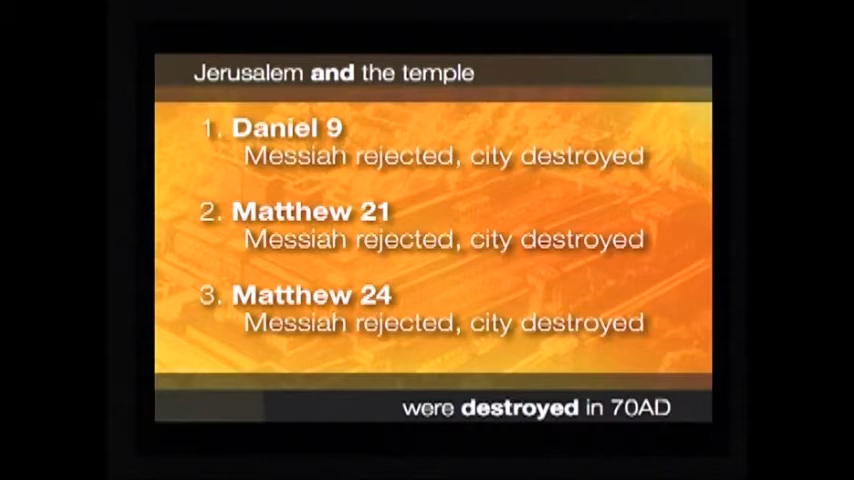 Jerusalem and the temple
1. Daniel 9
Messiah rejected, city destroyed
2. Matthew 21
Messiah rejected, city destroyed
3. Matthew 24
Messiah rejected, city destroyed
were destroyed in 70AD